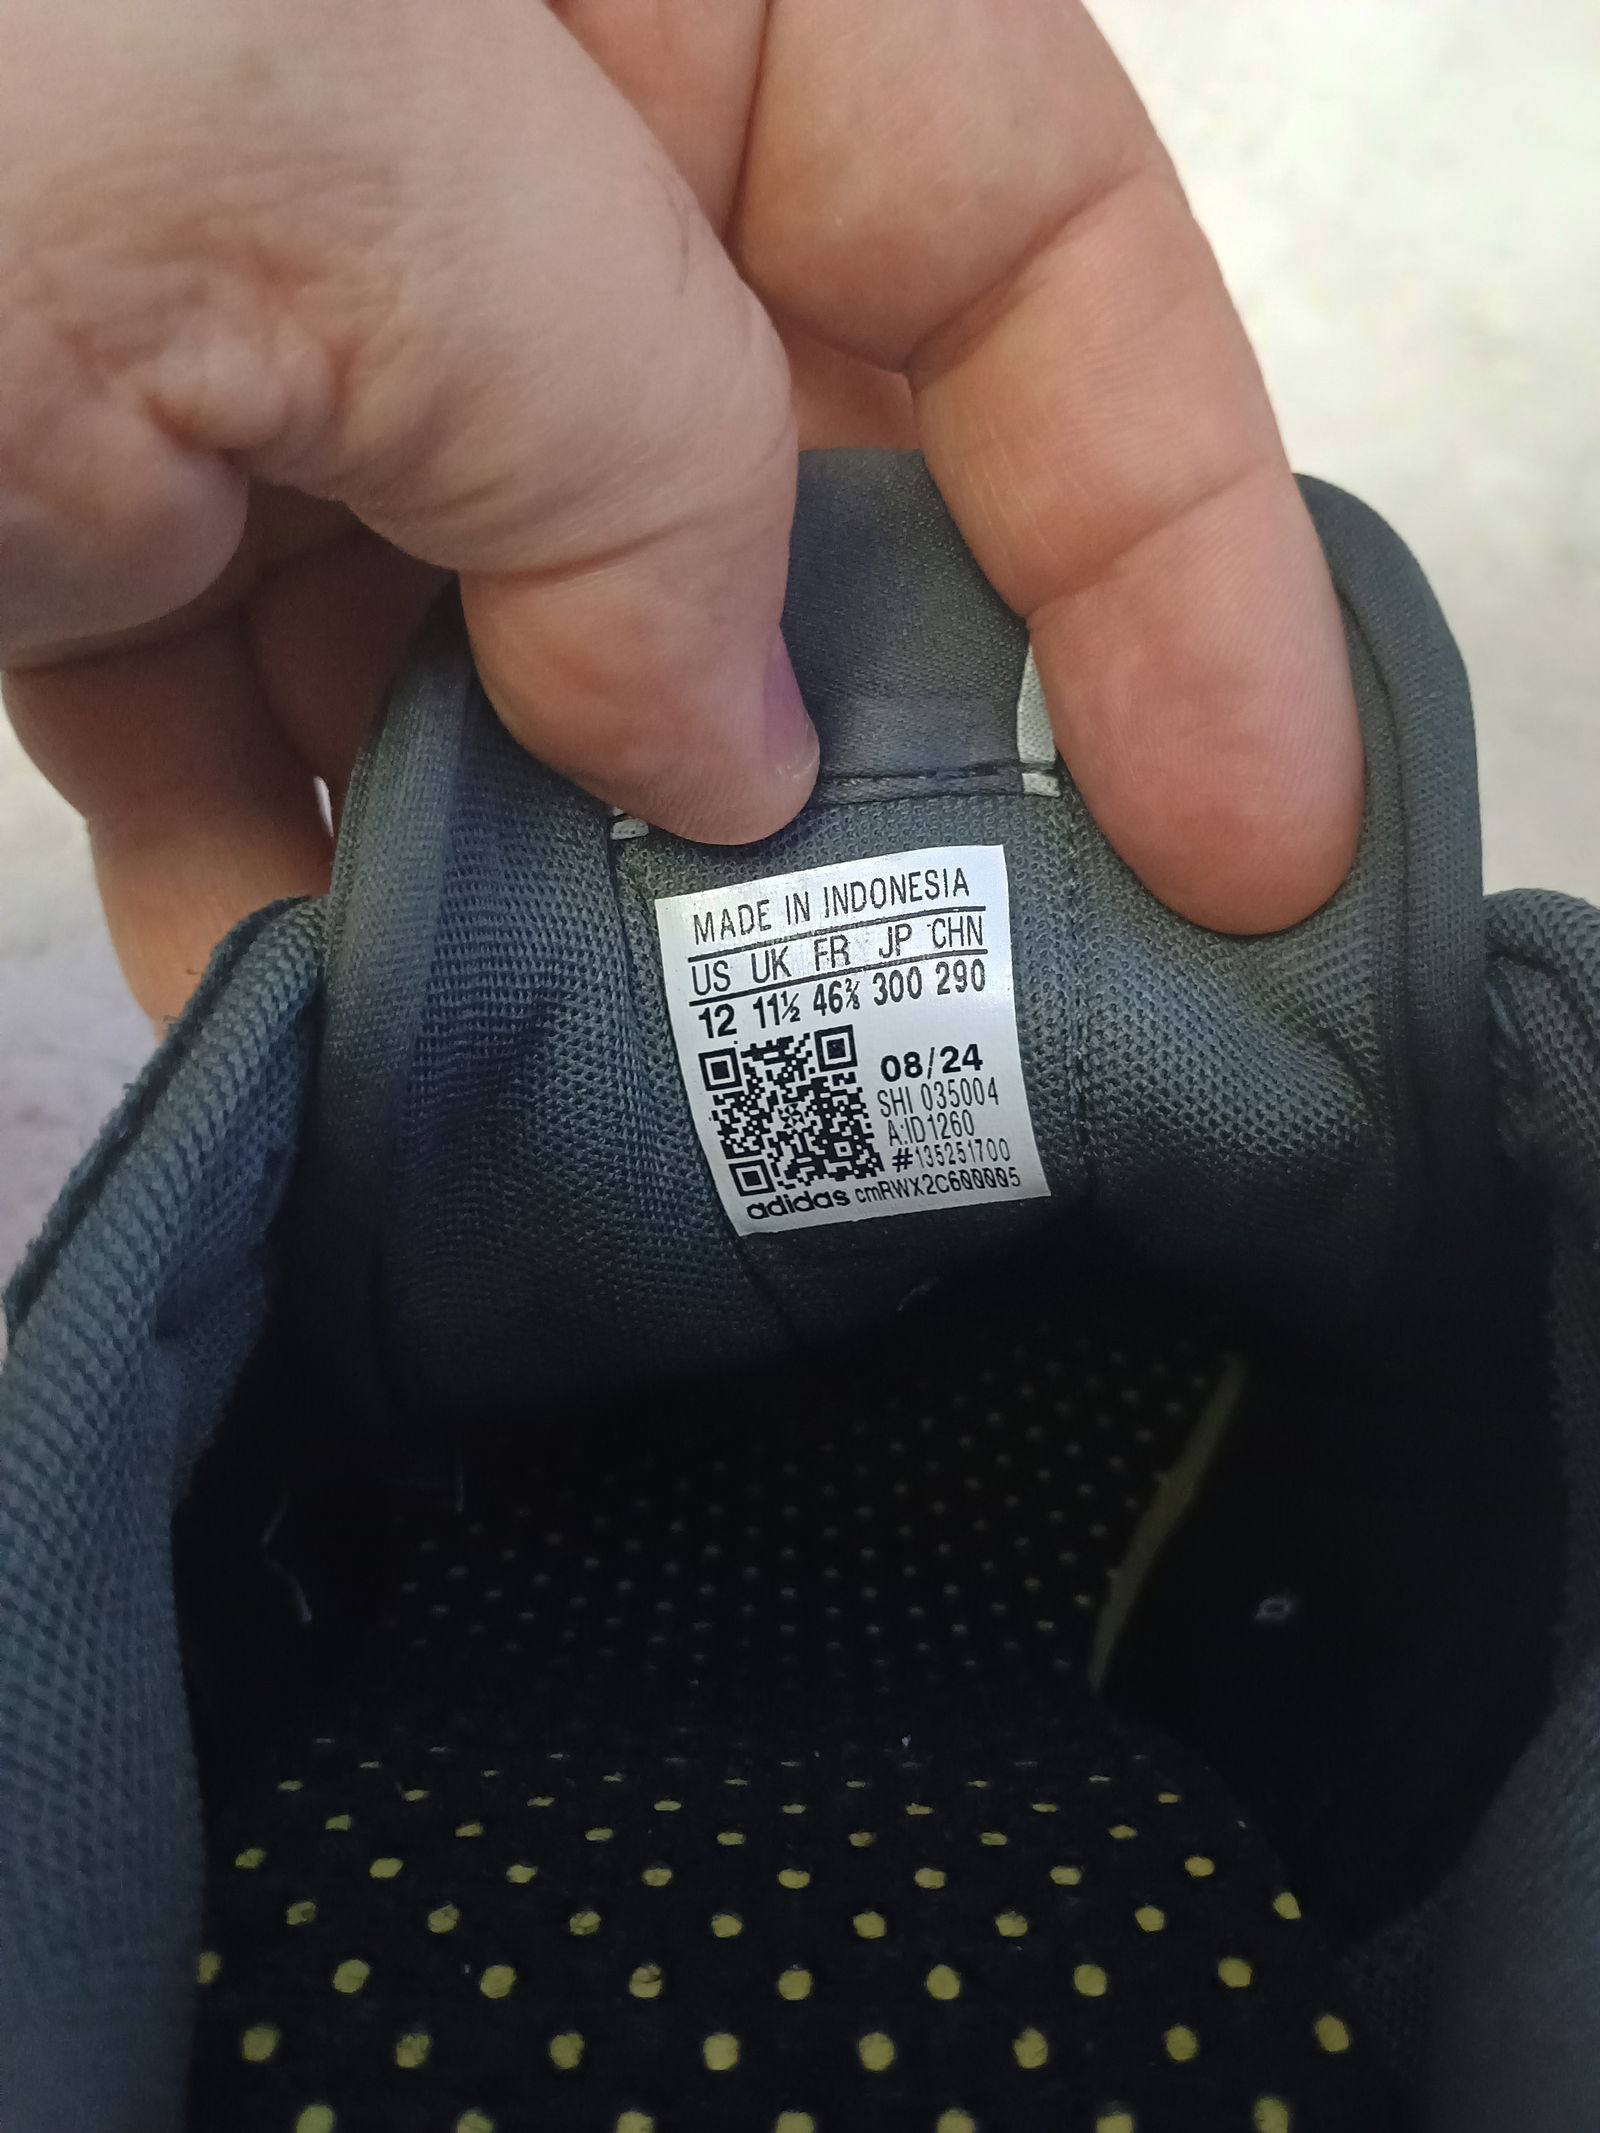 MADE IN INDONESIA
US UK FR JP CHN
12 11½ 46⅔ 300 290
08/24
SHI 035004
A:ID1260
#135251700
adidas cmRWX2C600005